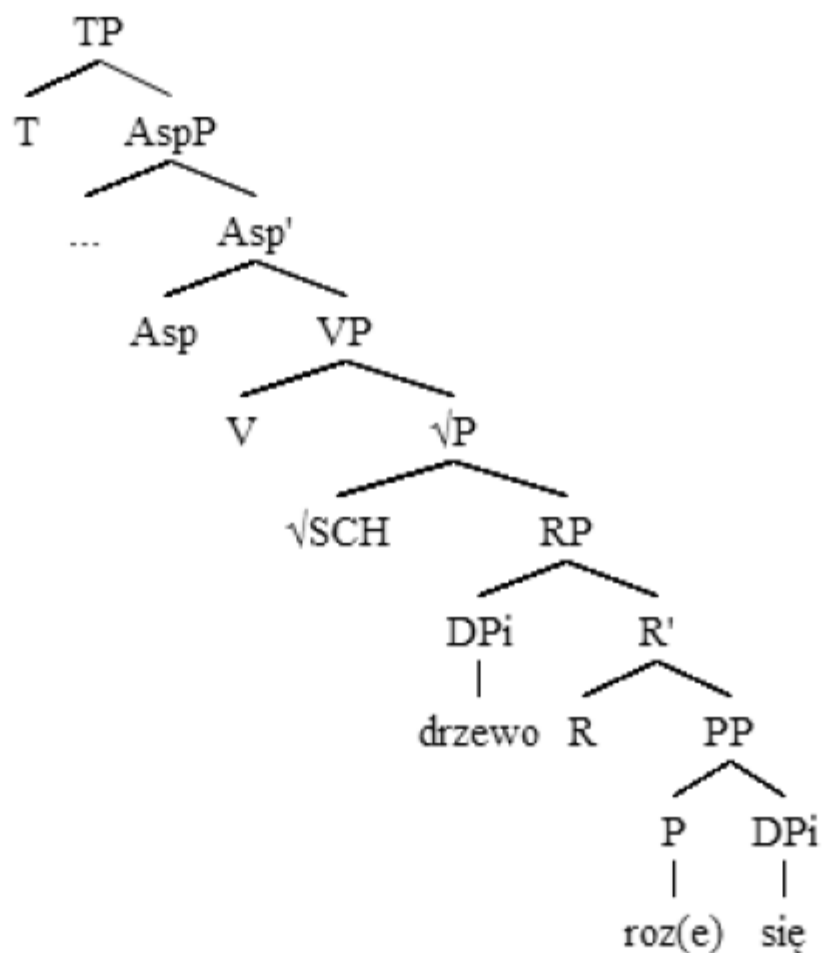 TP
T AspP
... Asp'
Asp VP
V √P
√SCH RP
DPi R'
drzewo R PP
P DPi
roz(e) się